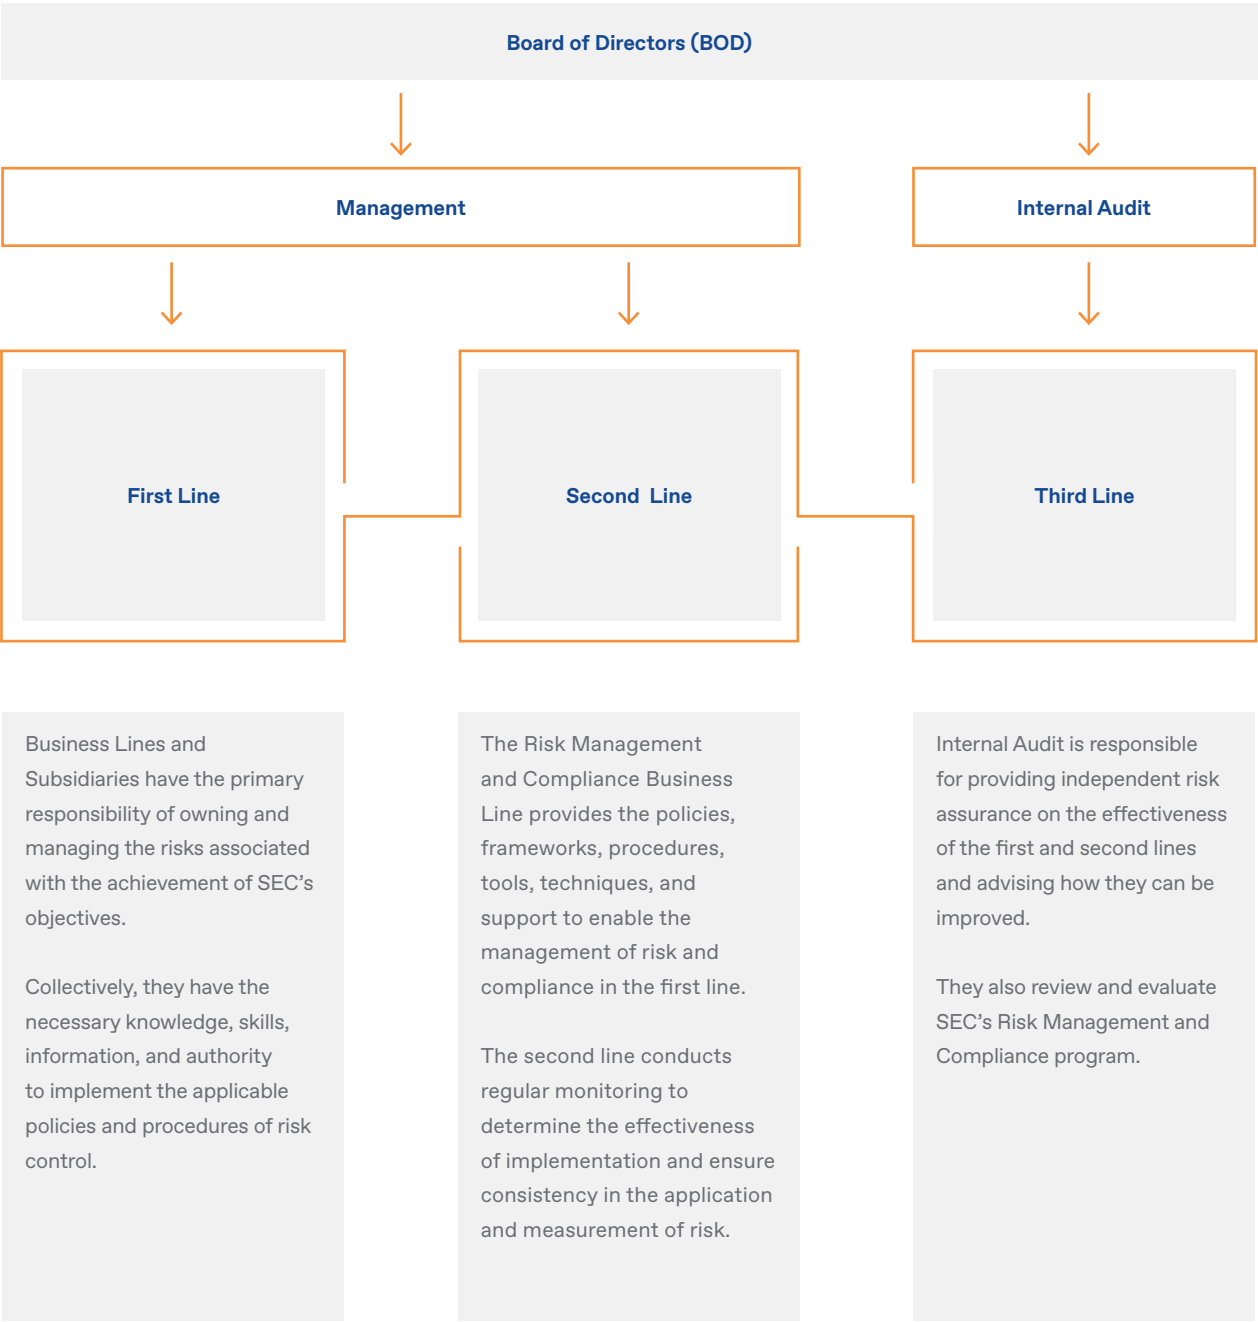 Board of Directors (BOD)
Management
Internal Audit
First Line
Second Line
Third Line
Business Lines and
Subsidiaries have the primary
responsibility of owning and
managing the risks associated
with the achievement of SEC’s
objectives.
Collectively, they have the
necessary knowledge, skills,
information, and authority
to implement the applicable
policies and procedures of risk
control.
The Risk Management
and Compliance Business
Line provides the policies,
frameworks, procedures,
tools, techniques, and
support to enable the
management of risk and
compliance in the first line.
The second line conducts
regular monitoring to
determine the effectiveness
of implementation and ensure
consistency in the application
and measurement of risk.
Internal Audit is responsible
for providing independent risk
assurance on the effectiveness
of the first and second lines
and advising how they can be
improved.
They also review and evaluate
SEC’s Risk Management and
Compliance program.